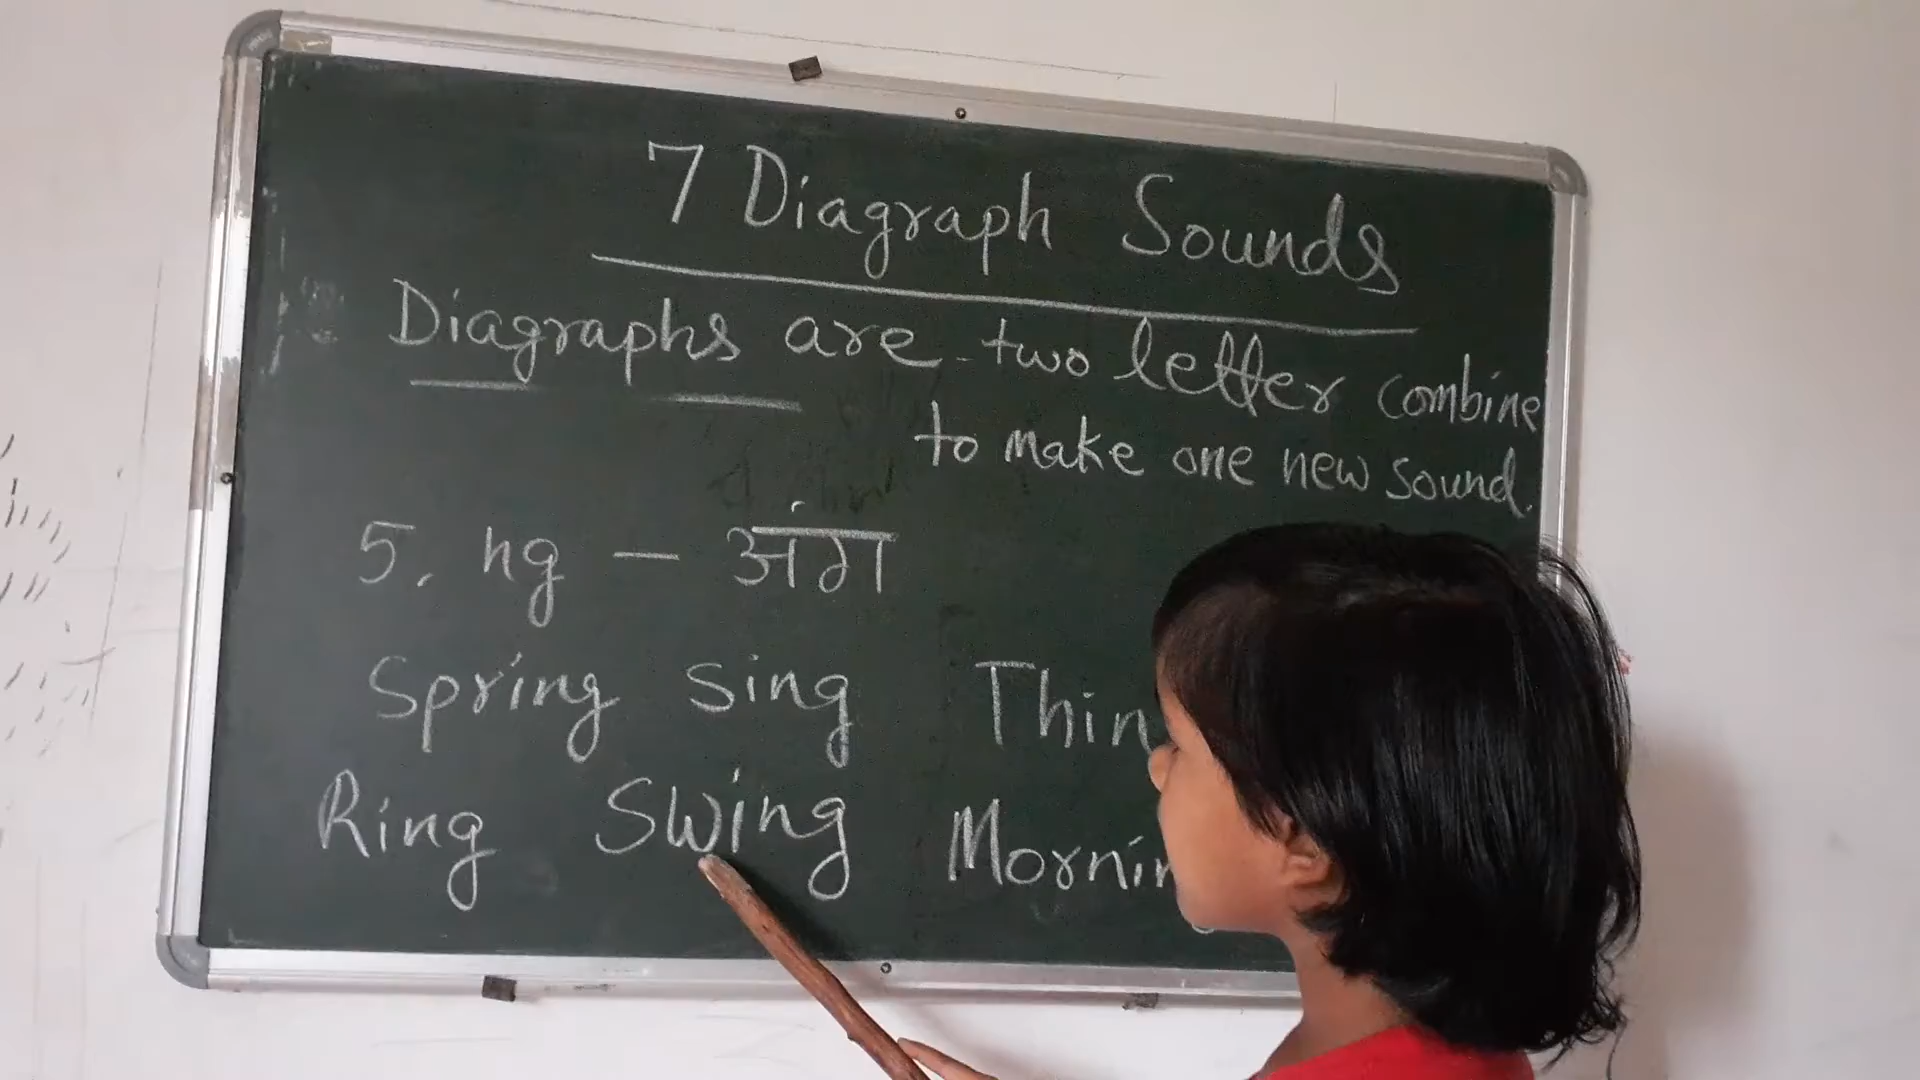 7 Diagraph Sounds
Diagraphs are two letter combine
to make one new sound.
5. ng – अंग
Spring Sing Thin
Ring Swing Mornin